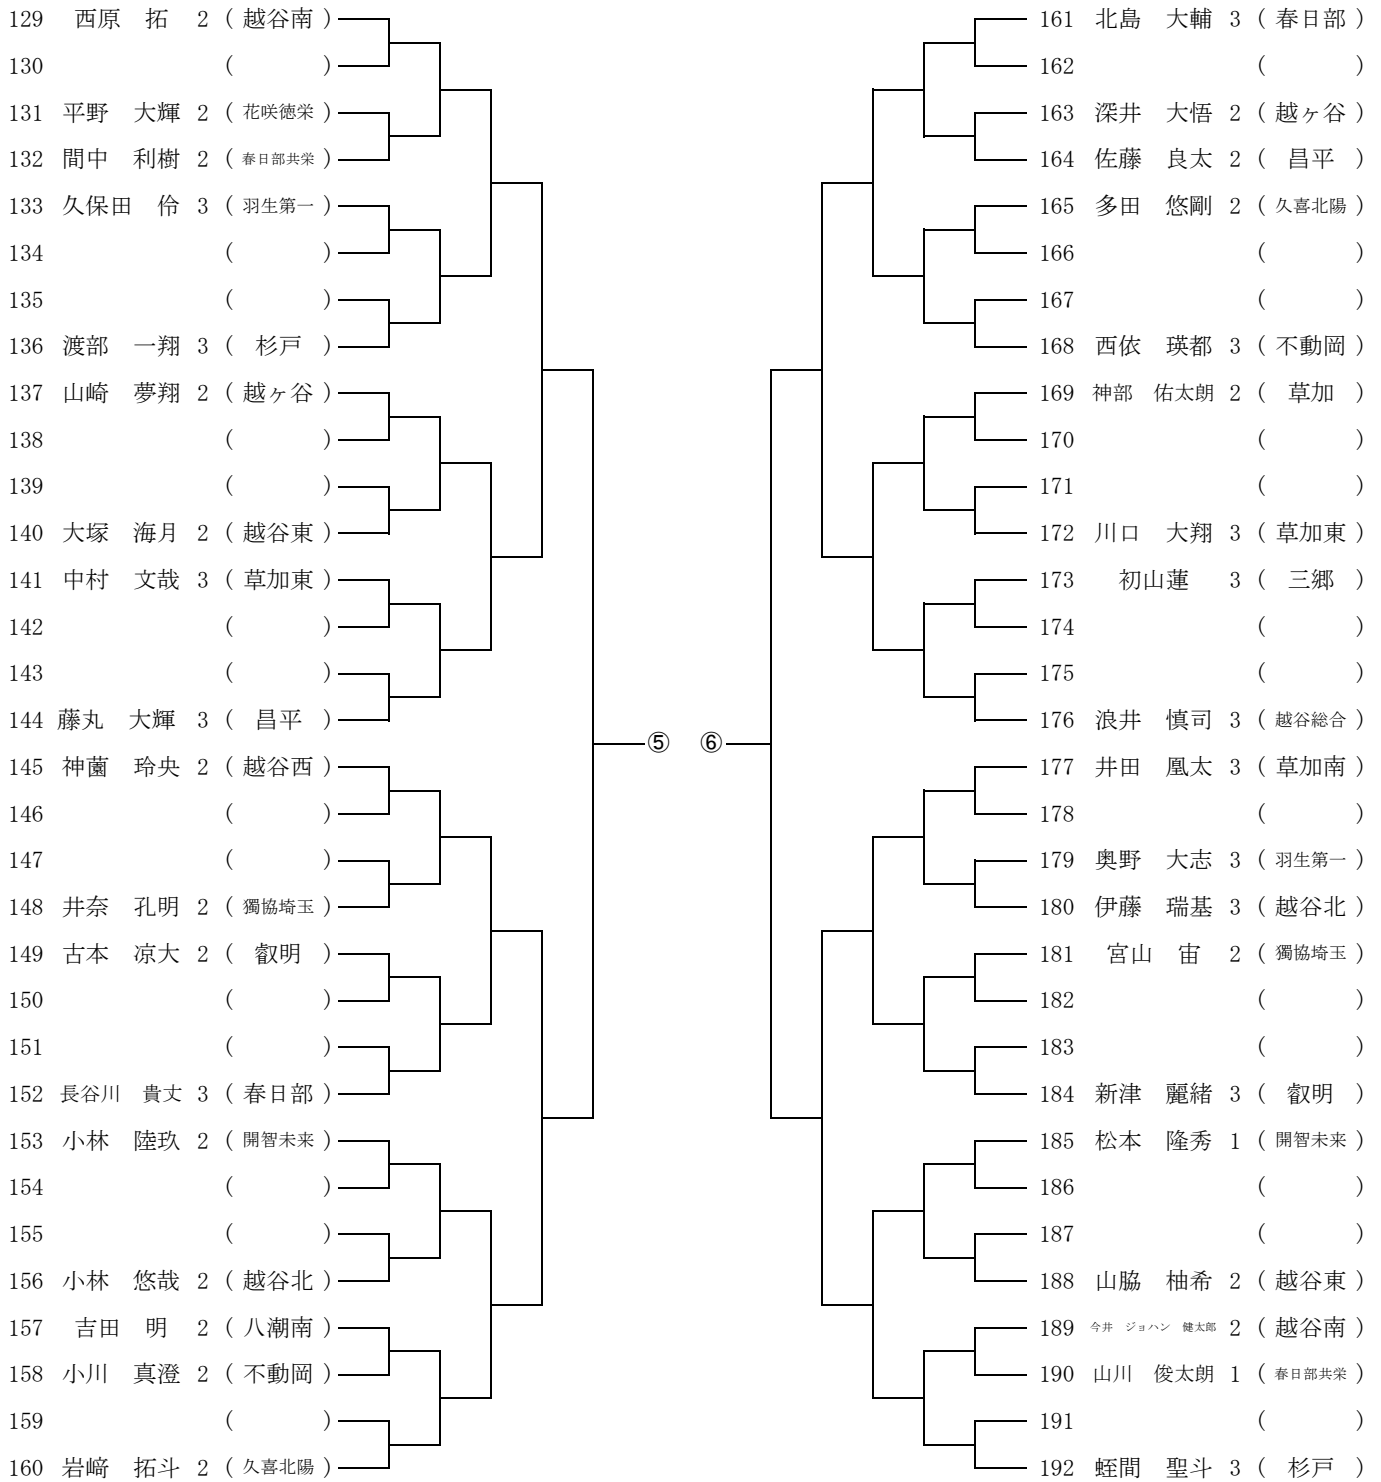 129 西原 拓 2 ( 越谷南 )
130 ( )
131 平野 大輝 2 ( 花咲徳栄 )
132 間中 利樹 2 ( 春日部共栄 )
133 久保田 伶 3 ( 羽生第一 )
134 ( )
135 ( )
136 渡部 一翔 3 ( 杉戸 )
137 山崎 夢翔 2 ( 越ヶ谷 )
138 ( )
139 ( )
140 大塚 海月 2 ( 越谷東 )
141 中村 文哉 3 ( 草加東 )
142 ( )
143 ( )
144 藤丸 大輝 3 ( 昌平 )
145 神薗 玲央 2 ( 越谷西 )
146 ( )
147 ( )
148 井奈 孔明 2 ( 獨協埼玉 )
149 古本 凉大 2 ( 叡明 )
150 ( )
151 ( )
152 長谷川 貴丈 3 ( 春日部 )
153 小林 陸玖 2 ( 開智未来 )
154 ( )
155 ( )
156 小林 悠哉 2 ( 越谷北 )
157 吉田 明 2 ( 八潮南 )
158 小川 真澄 2 ( 不動岡 )
159 ( )
160 岩﨑 拓斗 2 ( 久喜北陽 )
⑤ ⑥
161 北島 大輔 3 ( 春日部 )
162 ( )
163 深井 大悟 2 ( 越ヶ谷 )
164 佐藤 良太 2 ( 昌平 )
165 多田 悠剛 2 ( 久喜北陽 )
166 ( )
167 ( )
168 西依 瑛都 3 ( 不動岡 )
169 神部 佑太朗 2 ( 草加 )
170 ( )
171 ( )
172 川口 大翔 3 ( 草加東 )
173 初山蓮 3 ( 三郷 )
174 ( )
175 ( )
176 浪井 慎司 3 ( 越谷総合 )
177 井田 凰太 3 ( 草加南 )
178 ( )
179 奥野 大志 3 ( 羽生第一 )
180 伊藤 瑞基 3 ( 越谷北 )
181 宮山 宙 2 ( 獨協埼玉 )
182 ( )
183 ( )
184 新津 麗緒 3 ( 叡明 )
185 松本 隆秀 1 ( 開智未来 )
186 ( )
187 ( )
188 山脇 柚希 2 ( 越谷東 )
189 今井 ジョハン 健太郎 2 ( 越谷南 )
190 山川 俊太朗 1 ( 春日部共栄 )
191 ( )
192 蛭間 聖斗 3 ( 杉戸 )